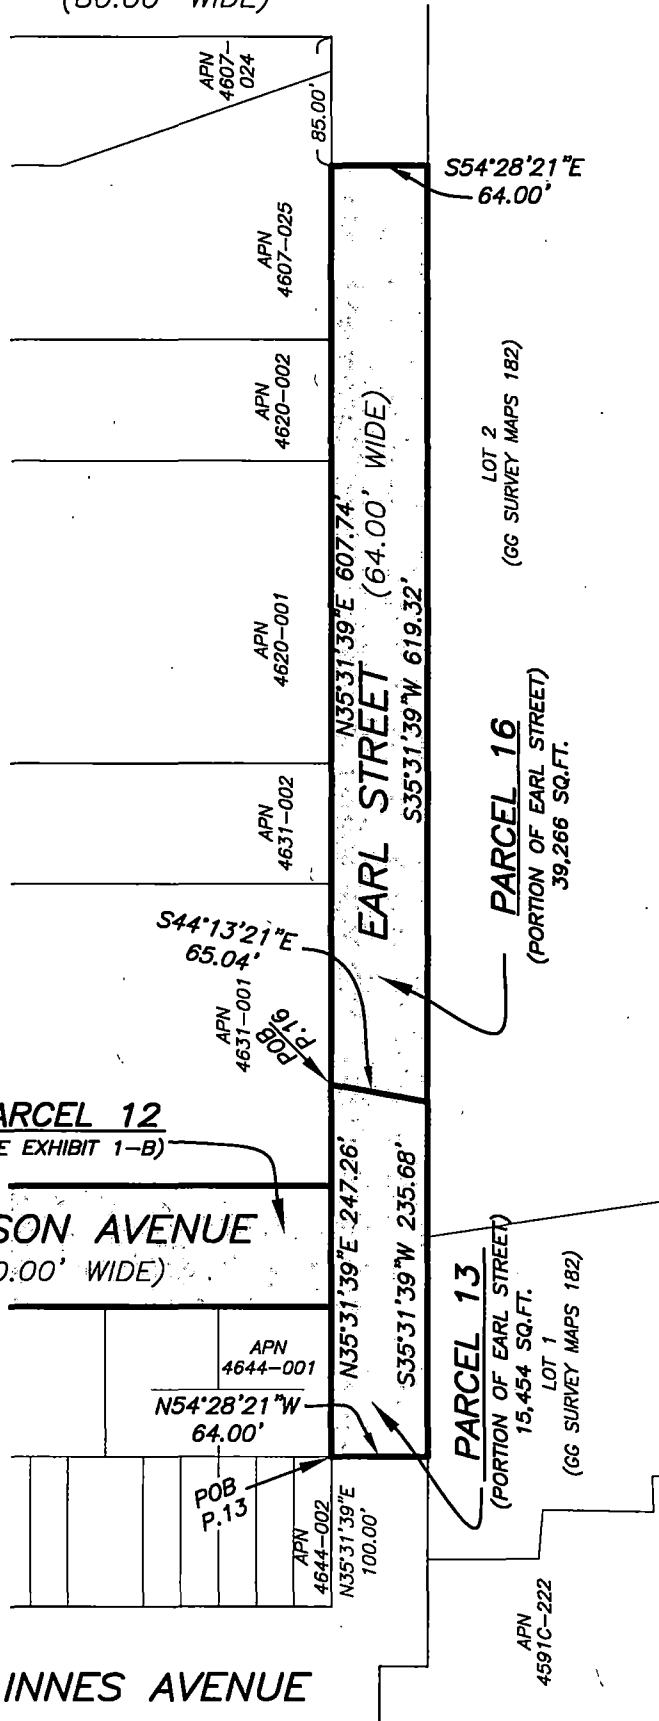 (80.00' WIDE)
APN
4607-
024
85.00'
S54°28'21"E
64.00'
APN
4607-025
APN
4620-002
LOT 2
(GG SURVEY MAPS 182)
N35°31'39"E 607.74'
(64.00' WIDE)
EARL STREET
S35°31'39"W 619.32'
APN
4620-001
PARCEL 16
(PORTION OF EARL STREET)
39,266 SQ.FT.
APN
4631-002
S44°13'21"E
65.04'
APN
4631-001
POB
P.16
ARCEL 12
E EXHIBIT 1-B)
SON AVENUE
0.00' WIDE)
N35°31'39"E 247.26'
S35°31'39"W 235.68'
PARCEL 13
(PORTION OF EARL STREET)
15,454 SQ.FT.
LOT 1
(GG SURVEY MAPS 182)
APN
4644-001
N54°28'21"W
64.00'
POB
P.13
APN
4644-002
N35°31'39"E
100.00'
APN
4591C-222
INNES AVENUE